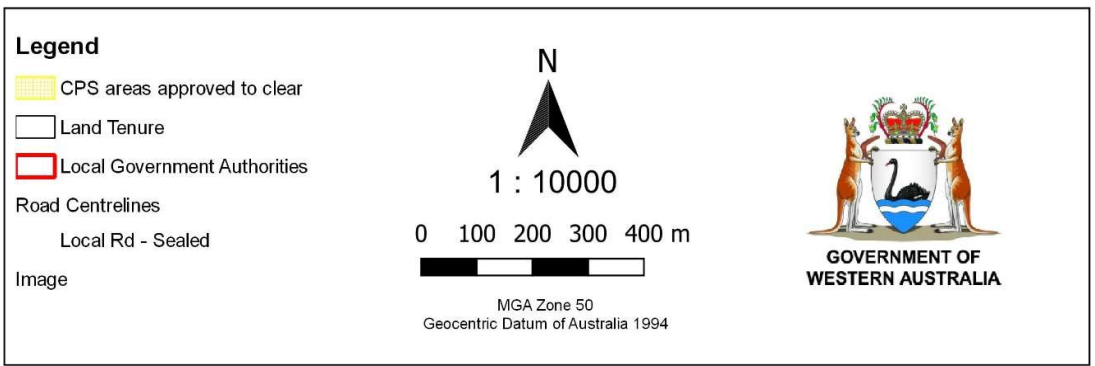 Legend
CPS areas approved to clear
Land Tenure
Local Government Authorities
Road Centrelines
Local Rd - Sealed
Image
N
1 : 10000
0 100 200 300 400 m
MGA Zone 50
Geocentric Datum of Australia 1994
GOVERNMENT OF
WESTERN AUSTRALIA